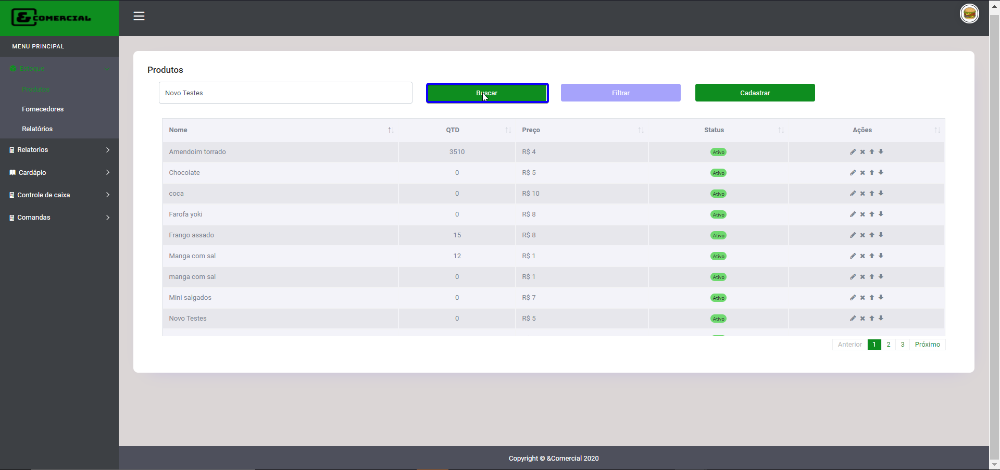 & COMERCIAL
MENU PRINCIPAL
Estoque
Produtos
Fornecedores
Relatórios
Relatorios
Cardápio
Controle de caixa
Comandas
Produtos
Novo Testes
Buscar
Filtrar
Cadastrar
Nome QTD Preço Status Ações
Amendoim torrado 3510 R$ 4 Ativo
Chocolate 0 R$ 5 Ativo
coca 0 R$ 10 Ativo
Farofa yoki 0 R$ 8 Ativo
Frango assado 15 R$ 8 Ativo
Manga com sal 12 R$ 1 Ativo
manga com sal 0 R$ 1 Ativo
Mini salgados 0 R$ 7 Ativo
Novo Testes 0 R$ 5 Ativo
Anterior 1 2 3 Próximo
Copyright © &Comercial 2020